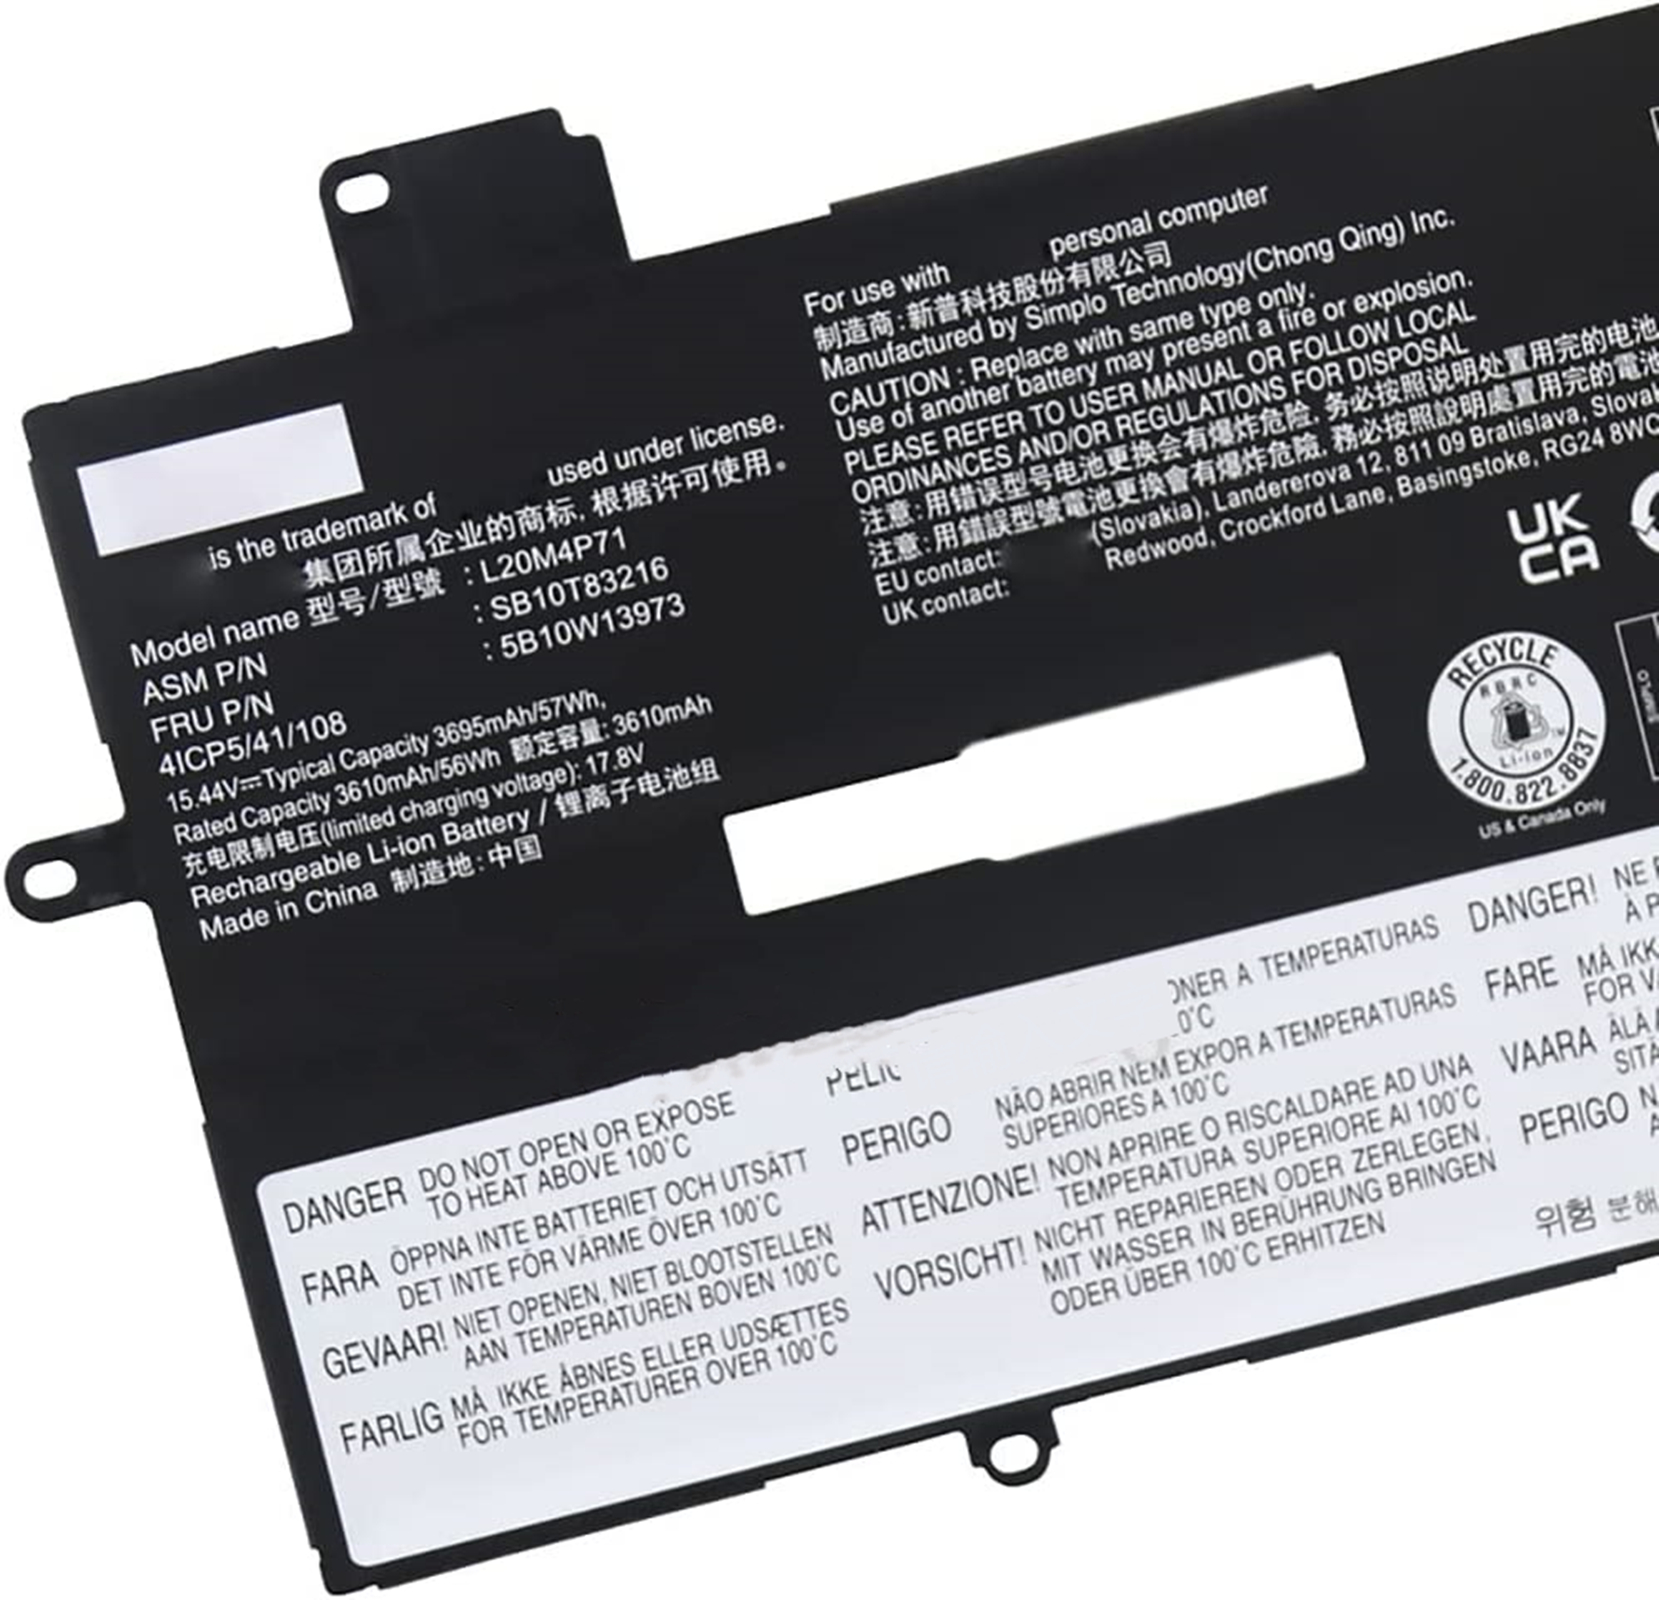 is the trademark of used under license.
集团所属企业的商标, 根据许可使用。
Model name 型号/型號 : L20M4P71
ASM P/N : SB10T83216
FRU P/N : 5B10W13973
4ICP5/41/108
15.44V⎓Typical Capacity 3695mAh/57Wh,
Rated Capacity 3610mAh/56Wh 额定容量: 3610mAh
充电限制电压(limited charging voltage): 17.8V
Rechargeable Li-ion Battery / 锂离子电池组
Made in China 制造地: 中国
For use with personal computer
制造商: 新普科技股份有限公司
Manufactured by Simplo Technology(Chong Qing) Inc.
CAUTION : Replace with same type only.
Use of another battery may present a fire or explosion.
PLEASE REFER TO USER MANUAL OR FOLLOW LOCAL
ORDINANCES AND/OR REGULATIONS FOR DISPOSAL
注意: 用错误型号电池更换会有爆炸危险, 务必按照说明处置用完的电池
注意: 用錯誤型號電池更換會有爆炸危險, 務必按照說明處置用完的電池
EU contact: (Slovakia), Landererova 12, 811 09 Bratislava, Slovak
UK contact: Redwood, Crockford Lane, Basingstoke, RG24 8WQ
UK
CA
RECYCLE
RBRC
Li-ion
TM
1.800.822.8837
US & Canada Only
DANGER DO NOT OPEN OR EXPOSE
TO HEAT ABOVE 100°C
FARA ÖPPNA INTE BATTERIET OCH UTSÄTT
DET INTE FÖR VÄRME ÖVER 100°C
GEVAAR! NIET OPENEN, NIET BLOOTSTELLEN
AAN TEMPERATUREN BOVEN 100°C
FARLIG MÅ IKKE ÅBNES ELLER UDSÆTTES
FOR TEMPERATURER OVER 100°C
PELIG
ONER A TEMPERATURAS
0°C
PERIGO NÃO ABRIR NEM EXPOR A TEMPERATURAS
SUPERIORES A 100°C
ATTENZIONE! NON APRIRE O RISCALDARE AD UNA
TEMPERATURA SUPERIORE AI 100°C
VORSICHT! NICHT REPARIEREN ODER ZERLEGEN,
MIT WASSER IN BERÜHRUNG BRINGEN
ODER ÜBER 100°C ERHITZEN
DANGER! NE
À P
FARE MÅ IKK
FOR VA
VAARA ÄLÄ
SITÄ
PERIGO N
위험 분해